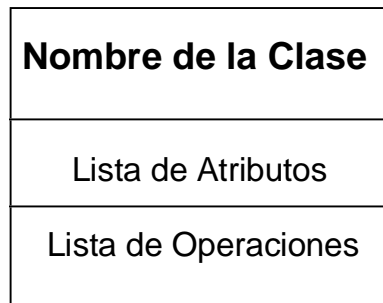 Nombre de la Clase
Lista de Atributos
Lista de Operaciones